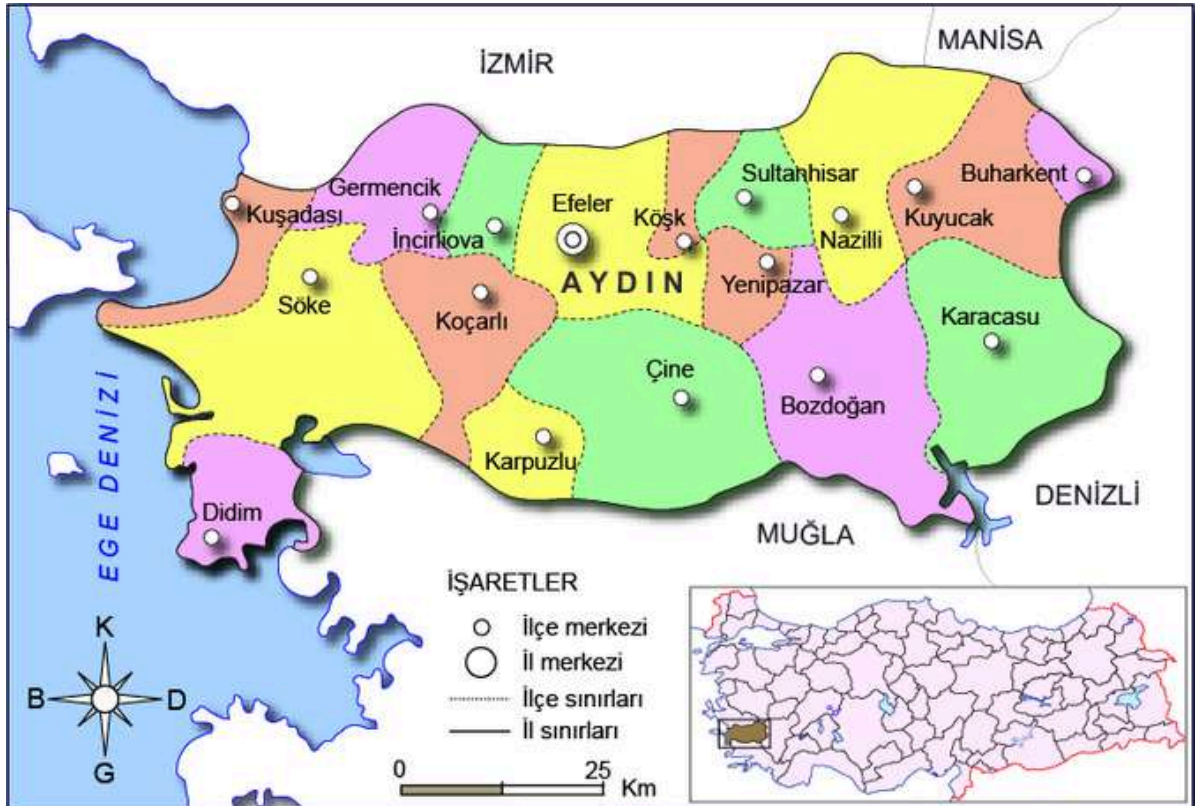 MANİSA
İZMİR
Kuşadası
Germencik
İncirliova
Efeler
AYDIN
Köşk
Sultanhisar
Nazilli
Kuyucak
Buharkent
Söke
Koçarlı
Yenipazar
Karacasu
Çine
Bozdoğan
Karpuzlu
Didim
EGE DENİZİ
DENİZLİ
MUĞLA
K
B
D
G
İŞARETLER
İlçe merkezi
İl merkezi
İlçe sınırları
İl sınırları
0 25
Km